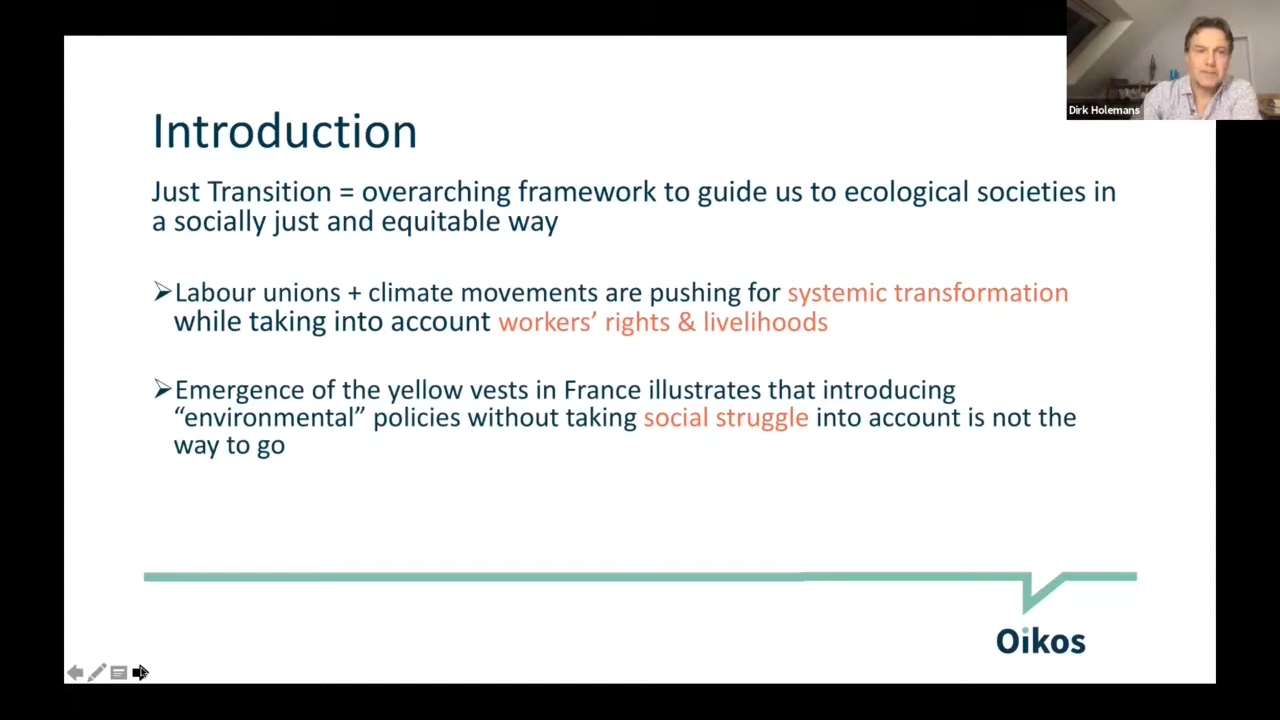 Dirk Holemans
Introduction
Just Transition = overarching framework to guide us to ecological societies in
a socially just and equitable way
➢Labour unions + climate movements are pushing for systemic transformation
while taking into account workers’ rights & livelihoods
➢Emergence of the yellow vests in France illustrates that introducing
“environmental” policies without taking social struggle into account is not the
way to go
Oikos